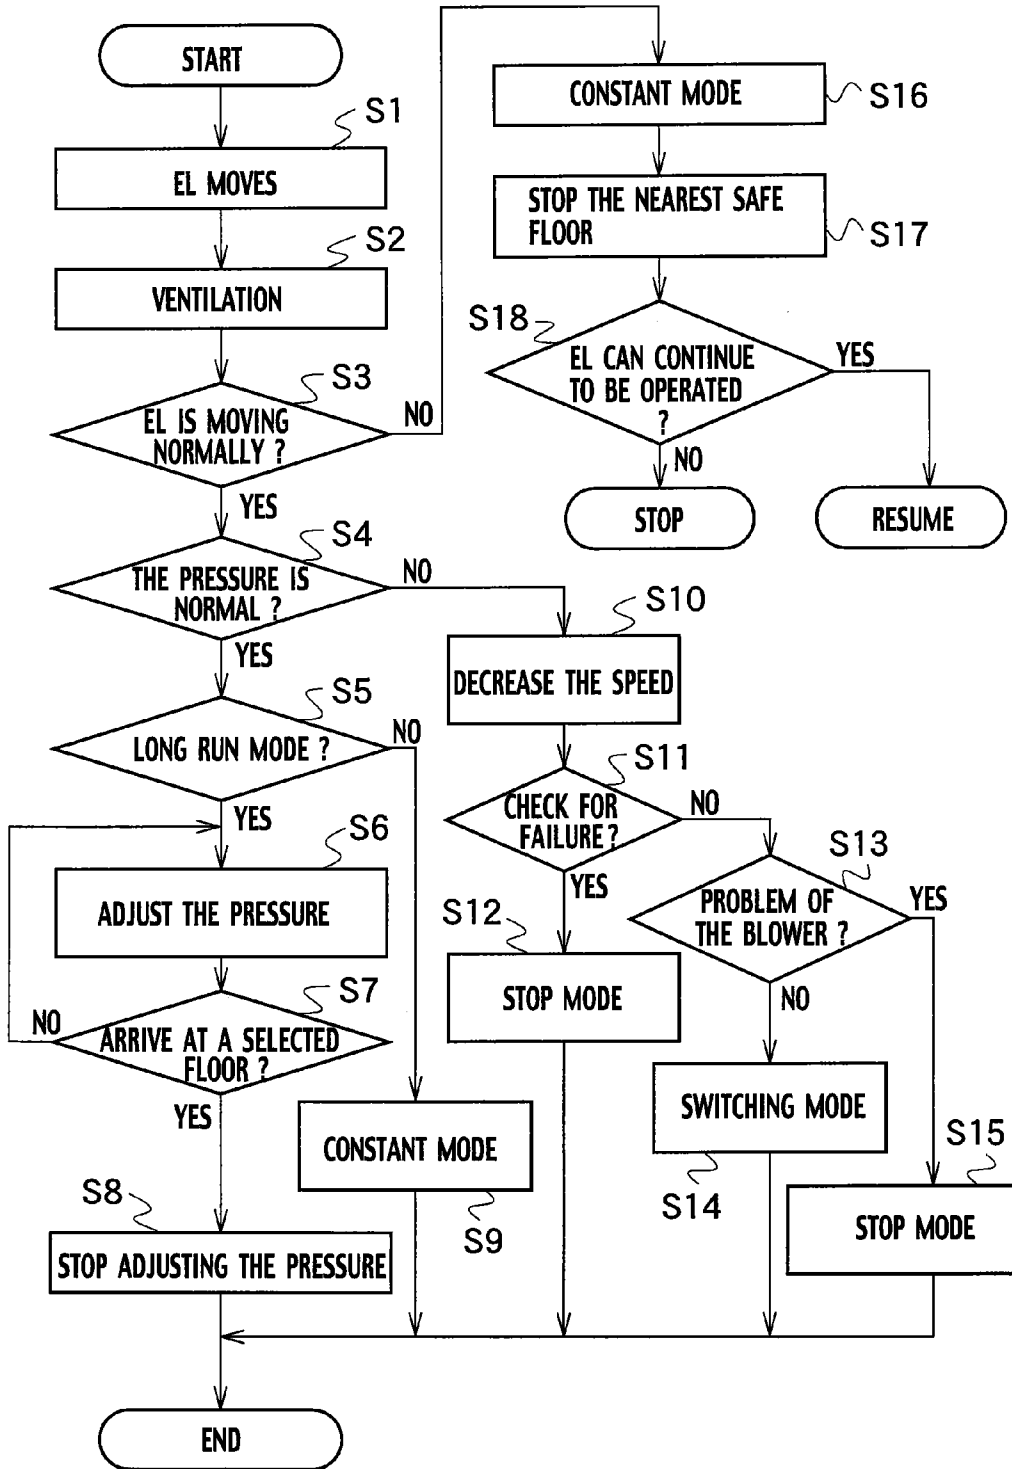 START
S1
EL MOVES
S2
VENTILATION
S3
EL IS MOVING
NORMALLY ?
NO
YES
S4
THE PRESSURE IS
NORMAL ?
NO
YES
S5
LONG RUN MODE ?
NO
YES
S6
ADJUST THE PRESSURE
S7
NO
ARRIVE AT A SELECTED
FLOOR ?
YES
S8
STOP ADJUSTING THE PRESSURE
END
CONSTANT MODE
S9
S10
DECREASE THE SPEED
S11
CHECK FOR
FAILURE ?
NO
YES
S12
STOP MODE
S13
PROBLEM OF
THE BLOWER ?
YES
NO
SWITCHING MODE
S14
S15
STOP MODE
CONSTANT MODE
S16
STOP THE NEAREST SAFE
FLOOR
S17
S18
EL CAN CONTINUE
TO BE OPERATED
?
YES
NO
STOP
RESUME